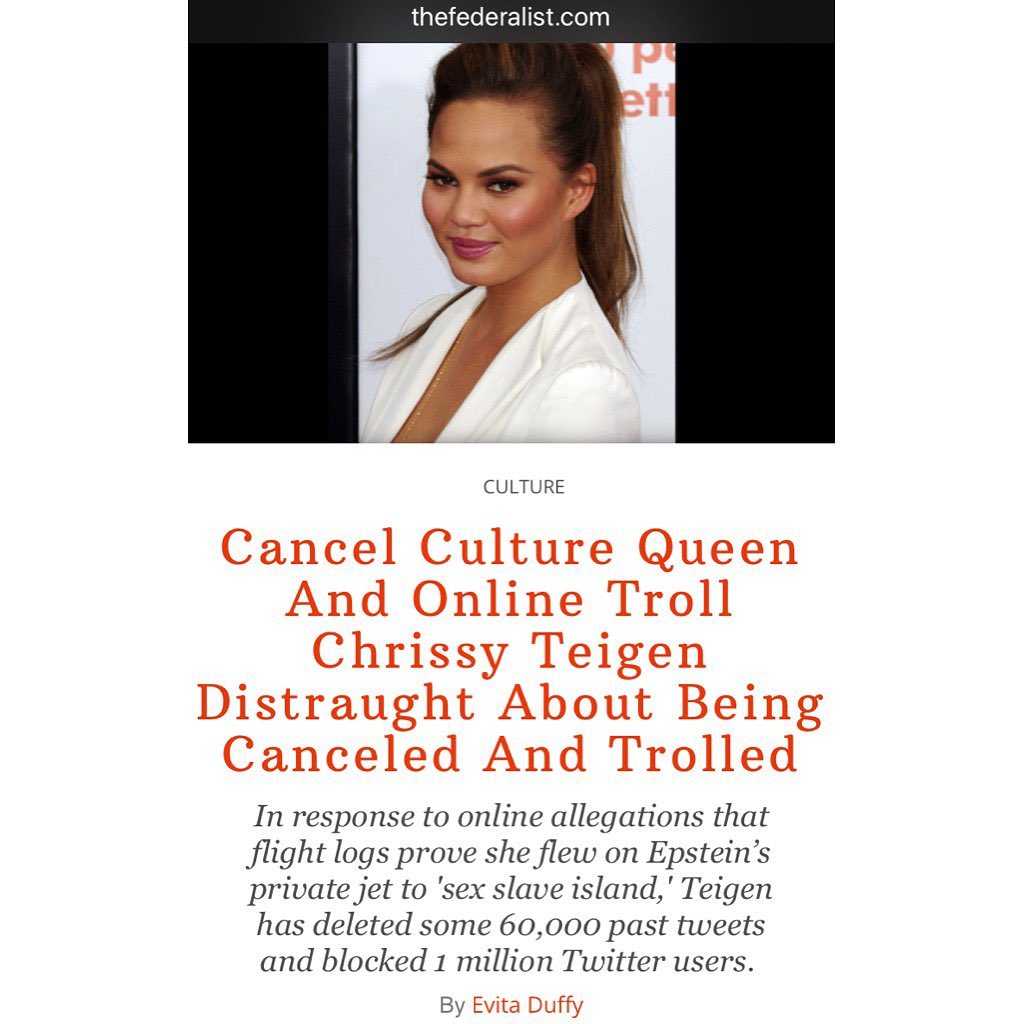 thefederalist.com
CULTURE
Cancel Culture Queen
And Online Troll
Chrissy Teigen
Distraught About Being
Canceled And Trolled
In response to online allegations that
flight logs prove she flew on Epstein’s
private jet to 'sex slave island,' Teigen
has deleted some 60,000 past tweets
and blocked 1 million Twitter users.
By Evita Duffy